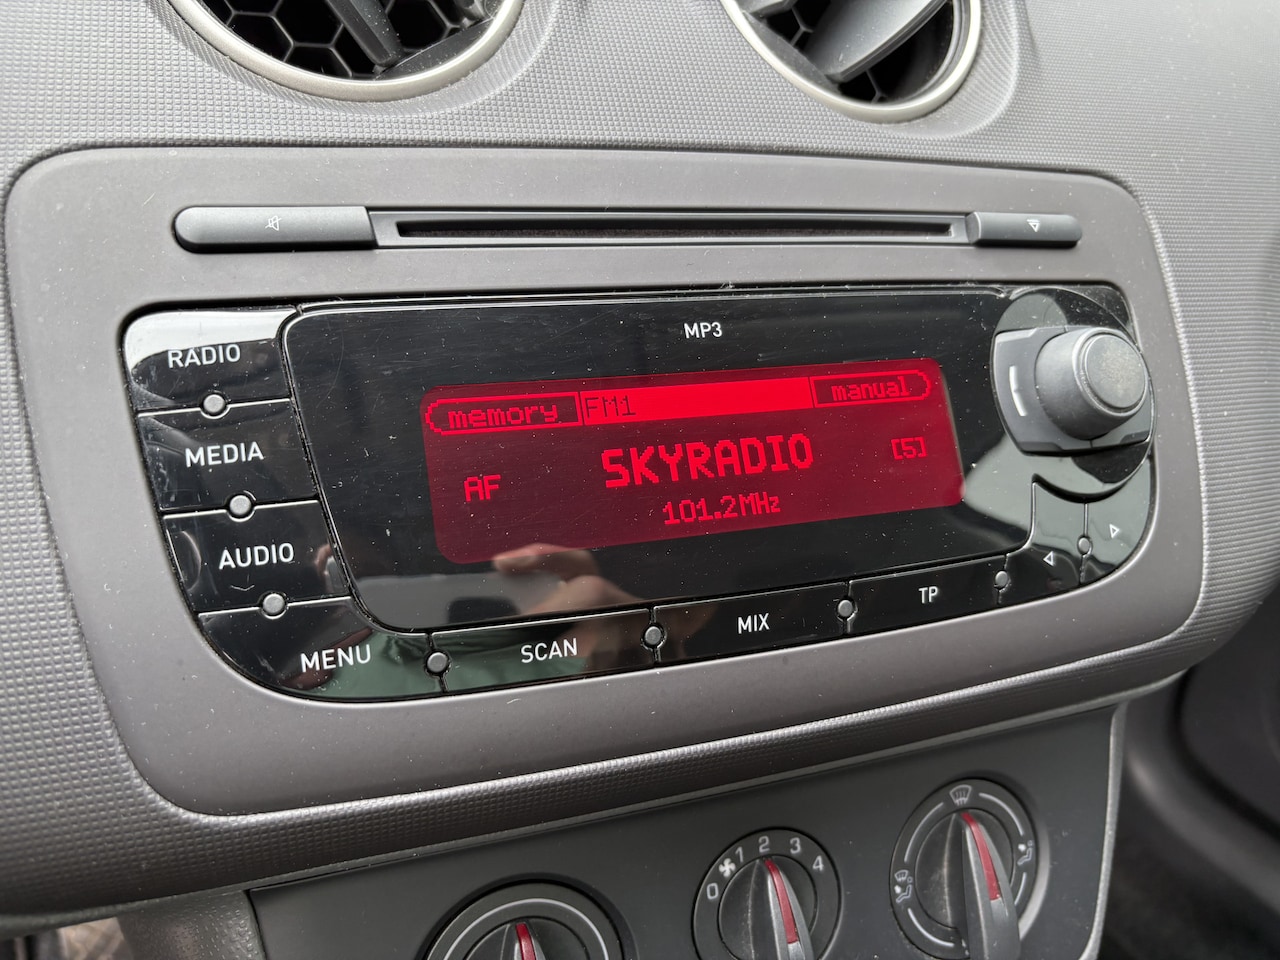 MP3
RADIO
MEDIA
AUDIO
MENU
memory FM1 manual
SKYRADIO
AF [5]
101.2MHz
SCAN MIX TP
0 1 2 3 4